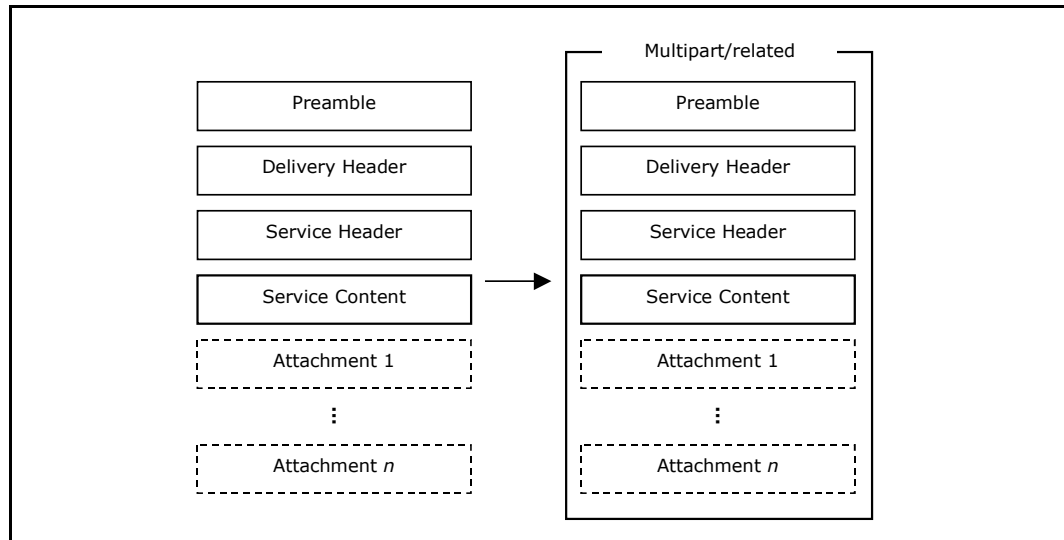 Multipart/related
Preamble
Preamble
Delivery Header
Delivery Header
Service Header
Service Header
Service Content
Service Content
Attachment 1
Attachment 1
Attachment n
Attachment n